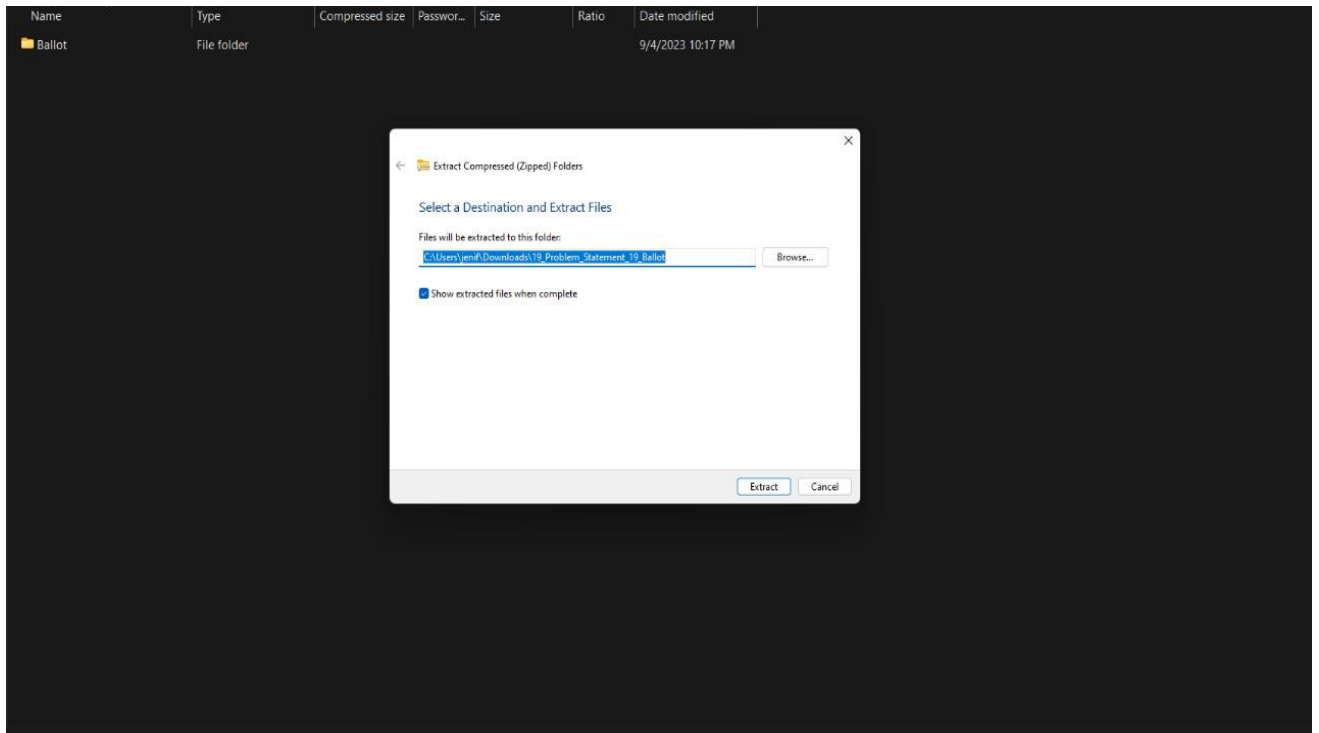 Name Type Compressed size Passwor... Size Ratio Date modified
Ballot File folder 9/4/2023 10:17 PM
Extract Compressed (Zipped) Folders
Select a Destination and Extract Files
Files will be extracted to this folder:
C:\Users\jenif\Downloads\19_Problem_Statement_19_Ballot
Browse...
Show extracted files when complete
Extract Cancel